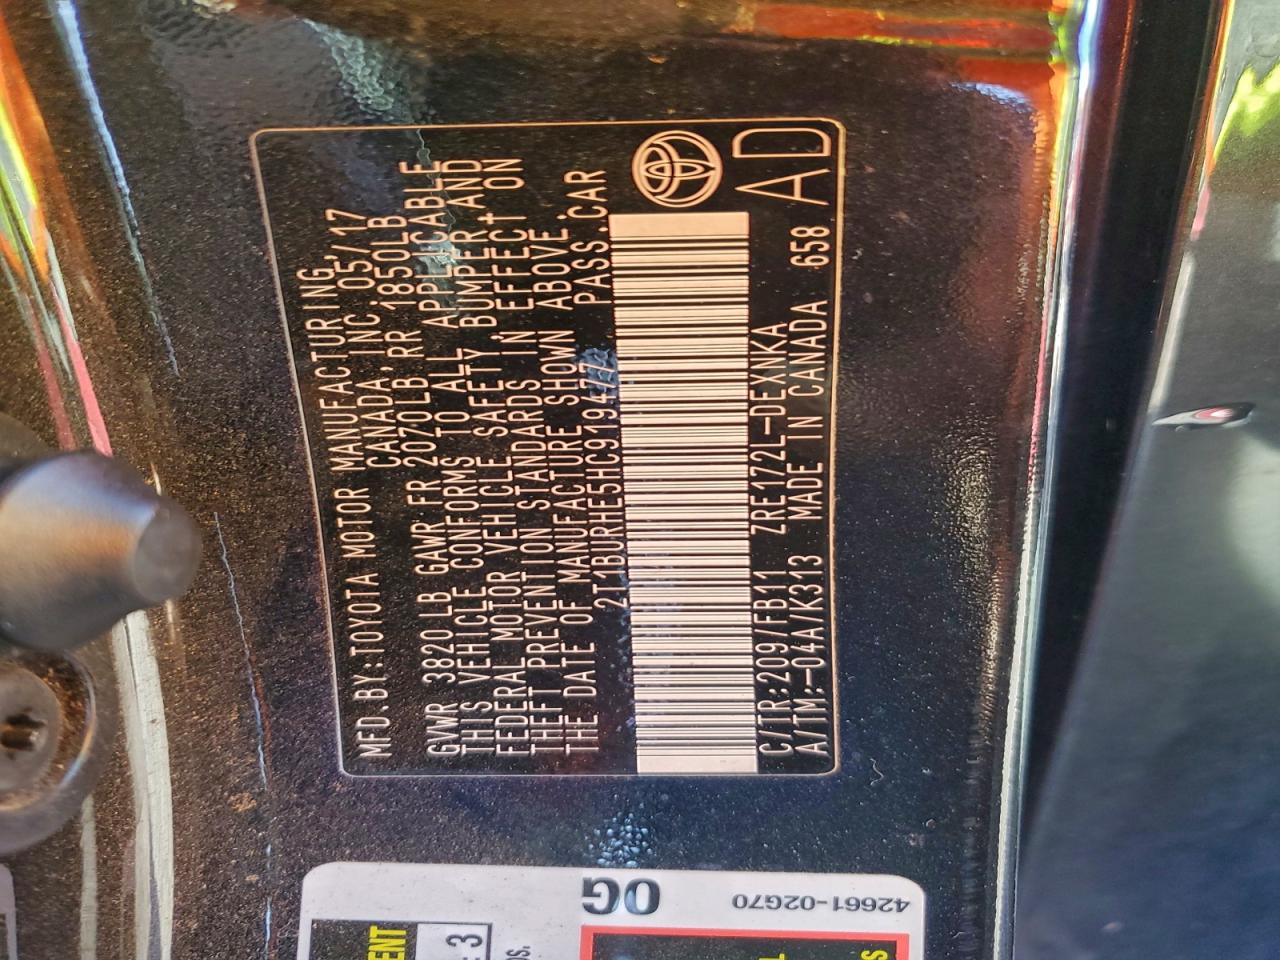 MFD.BY:TOYOTA MOTOR MANUFACTURING,
CANADA,INC.05/17
GVWR 3820LB GAWR FR 2070LB,RR 1850LB
THIS VEHICLE CONFORMS TO ALL APPLICABLE
FEDERAL MOTOR VEHICLE SAFETY, BUMPER, AND
THEFT PREVENTION STANDARDS IN EFFECT ON
THE DATE OF MANUFACTURE SHOWN ABOVE.
2T1BURHE5HC919477 PASS.CAR
C/TR:209/FB11 ZRE172L-DEXNKA
A/TM:-04A/K313 MADE IN CANADA 658
AD
0G
42661-02G70
ENT
3